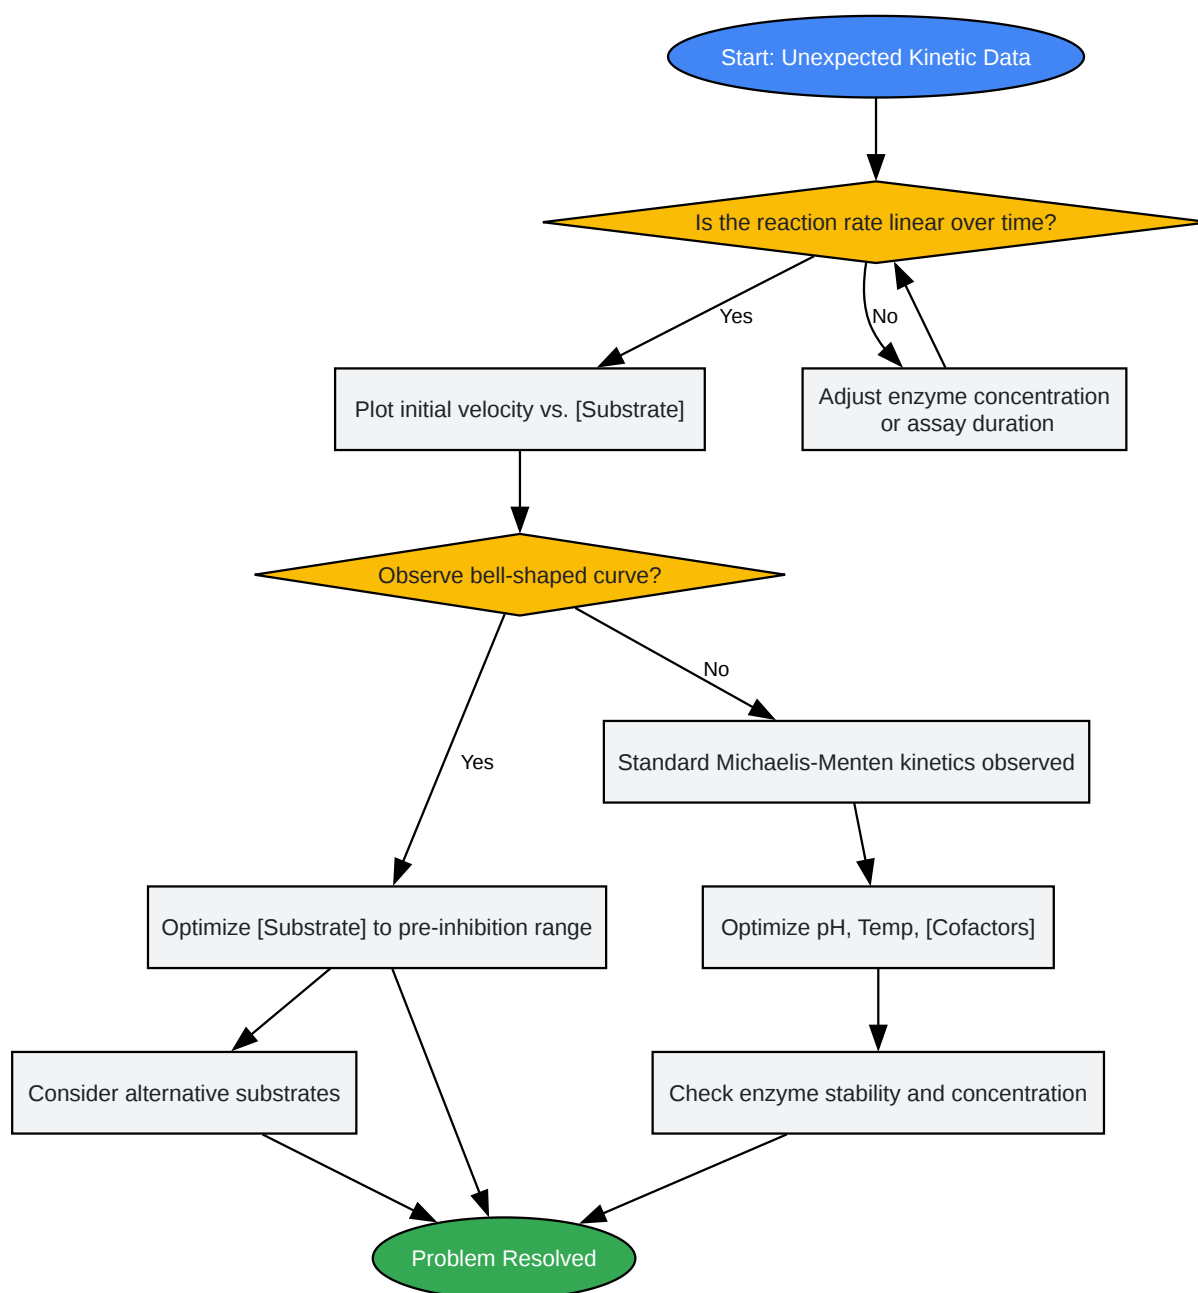 Start: Unexpected Kinetic Data
Is the reaction rate linear over time?
Yes
No
Plot initial velocity vs. [Substrate]
Adjust enzyme concentration
or assay duration
Observe bell-shaped curve?
No
Standard Michaelis-Menten kinetics observed
Yes
Optimize [Substrate] to pre-inhibition range
Optimize pH, Temp, [Cofactors]
Consider alternative substrates
Check enzyme stability and concentration
Problem Resolved